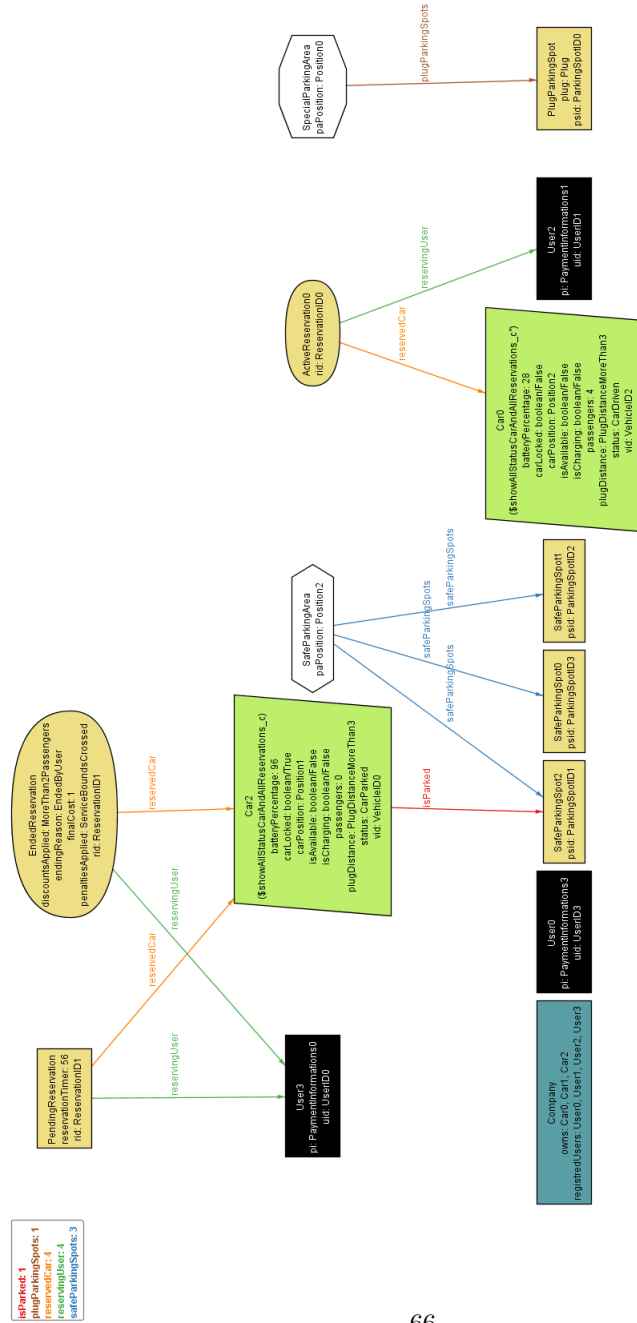 isParked: 1
plugParkingSpots: 1
reservedCar: 4
reservingUser: 4
safeParkingSpots: 3
PendingReservation
reservationTimer: 56
rid: ReservationID1
EndedReservation
discountsApplied: MoreThan2Passengers
endingReason: EndedByUser
finalCost: 1
penaltiesApplied: ServiceBoundsCrossed
rid: ReservationID1
reservingUser
reservedCar
reservingUser
reservedCar
User3
pi: PaymentInformations0
uid: UserID0
Car2
($showAllStatusCarAndAllReservations_c)
batteryPercentage: 96
carLocked: boolean/True
carPosition: Position1
isAvailable: boolean/False
isCharging: boolean/False
passengers: 0
plugDistance: PlugDistanceMoreThan3
status: CarParked
vid: VehicleID0
SafeParkingArea
paPosition: Position2
ActiveReservation0
rid: ReservationID0
SpecialParkingArea
paPosition: Position0
isParked
safeParkingSpots
safeParkingSpots
safeParkingSpots
reservedCar
reservingUser
plugParkingSpots
Company
owns: Car0, Car1, Car2
registredUsers: User0, User1, User2, User3
User0
pi: PaymentInformations3
uid: UserID3
SafeParkingSpot2
psid: ParkingSpotID1
SafeParkingSpot0
psid: ParkingSpotID3
SafeParkingSpot1
psid: ParkingSpotID2
Car0
($showAllStatusCarAndAllReservations_c")
batteryPercentage: 28
carLocked: boolean/False
carPosition: Position2
isAvailable: boolean/False
isCharging: boolean/False
passengers: 4
plugDistance: PlugDistanceMoreThan3
status: CarDriven
vid: VehicleID2
User2
pi: PaymentInformations1
uid: UserID1
PlugParkingSpot
plug: Plug
psid: ParkingSpotID0
66